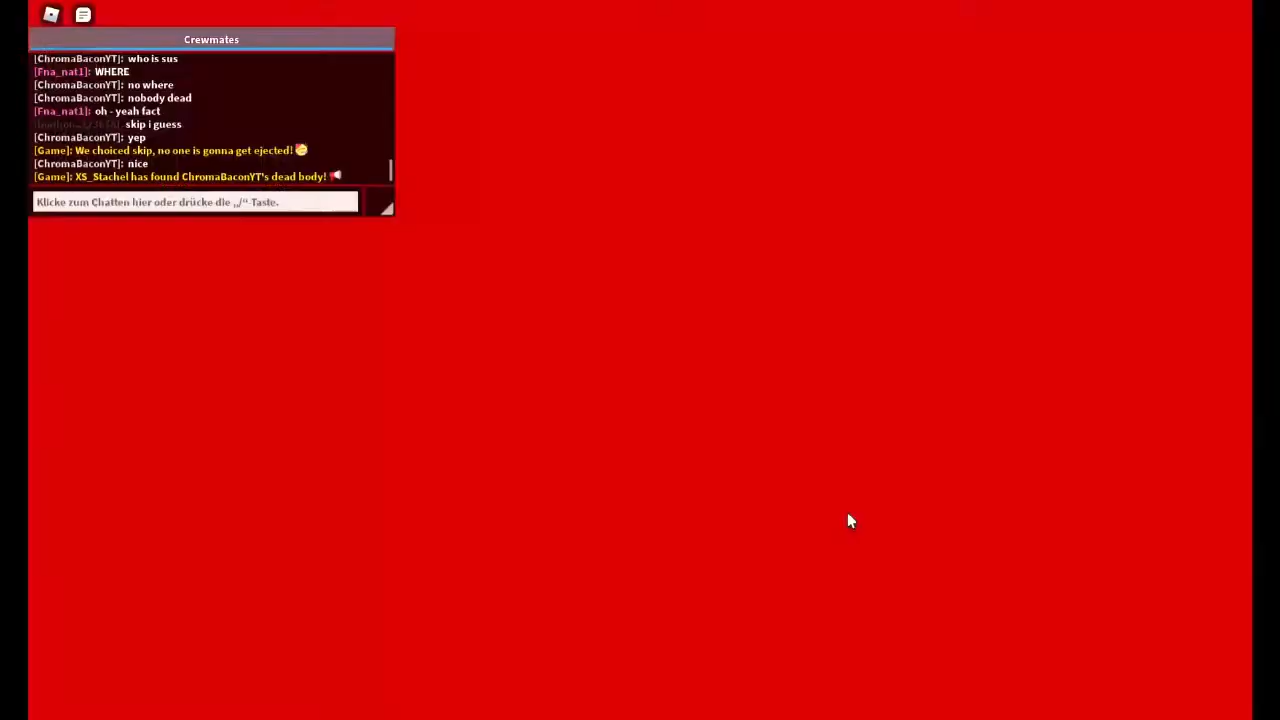 Crewmates
[ChromaBaconYT]: who is sus
[Fna_nat1]: WHERE
[ChromaBaconYT]: no where
[ChromaBaconYT]: nobody dead
[Fna_nat1]: oh - yeah fact
skip i guess
[ChromaBaconYT]: yep
[Game]: We choiced skip, no one is gonna get ejected!
[ChromaBaconYT]: nice
[Game]: XS_Stachel has found ChromaBaconYT's dead body!
Klicke zum Chatten hier oder drücke die „/“-Taste.